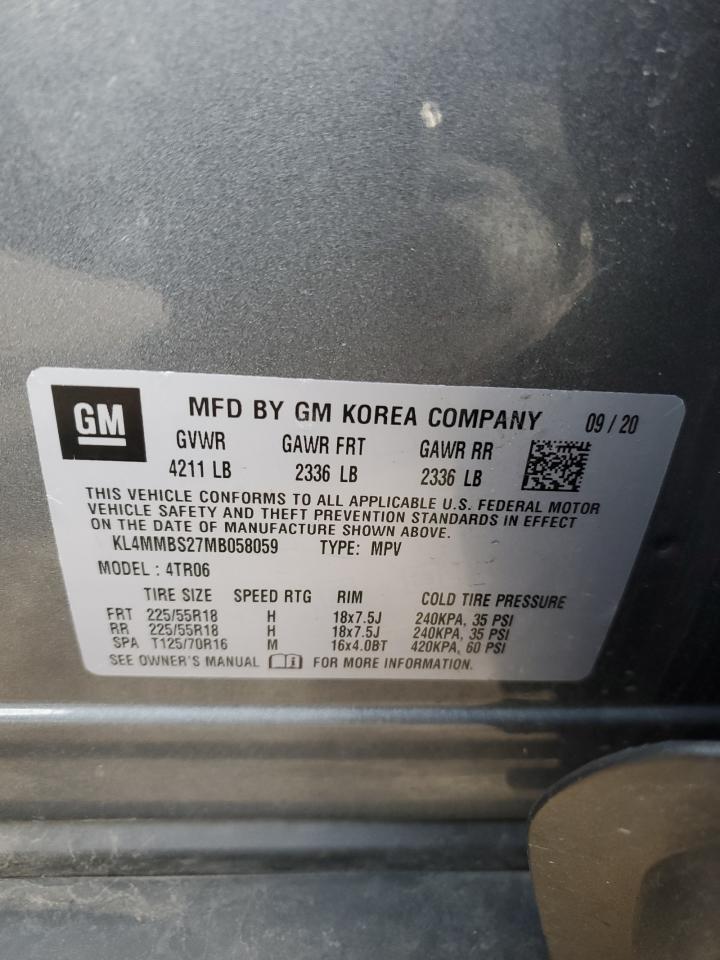 GM
MFD BY GM KOREA COMPANY 09 / 20
GVWR GAWR FRT GAWR RR
4211 LB 2336 LB 2336 LB
THIS VEHICLE CONFORMS TO ALL APPLICABLE U.S. FEDERAL MOTOR
VEHICLE SAFETY AND THEFT PREVENTION STANDARDS IN EFFECT
ON THE DATE OF MANUFACTURE SHOWN ABOVE.
KL4MMBS27MB058059 TYPE: MPV
MODEL : 4TR06
TIRE SIZE SPEED RTG RIM COLD TIRE PRESSURE
FRT 225/55R18 H 18x7.5J 240KPA, 35 PSI
RR 225/55R18 H 18x7.5J 240KPA, 35 PSI
SPA T125/70R16 M 16x4.0BT 420KPA, 60 PSI
SEE OWNER'S MANUAL FOR MORE INFORMATION.